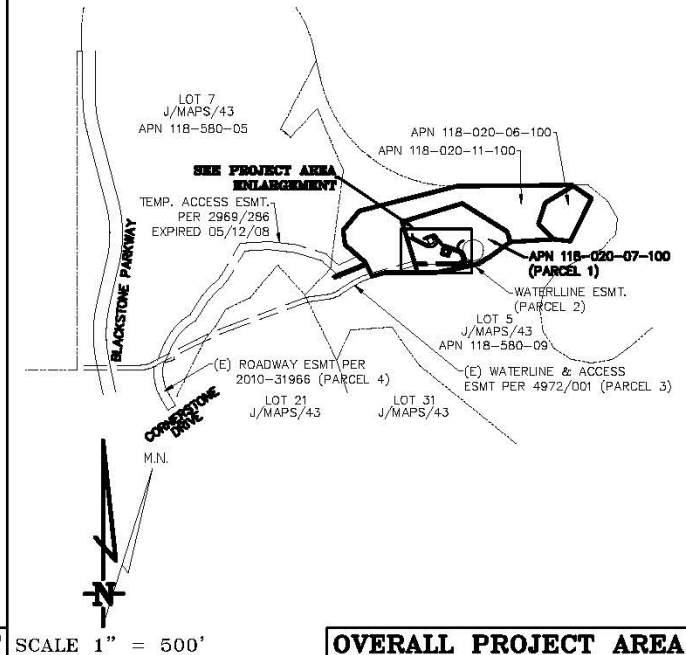 LOT 7
J/MAPS/43
APN 118-580-05
APN 118-020-06-100
APN 118-020-11-100
SEE PROJECT AREA
ENLARGEMENT
TEMP. ACCESS ESMT.
PER 2969/286
EXPIRED 05/12/08
BLACKSTONE PARKWAY
APN 118-020-07-100
(PARCEL 1)
WATERLLINE ESMT.
(PARCEL 2)
LOT 5
J/MAPS/43
APN 118-580-09
(E) ROADWAY ESMT PER
2010-31966 (PARCEL 4)
(E) WATERLINE & ACCESS
ESMT PER 4972/001 (PARCEL 3)
CORNERSTONE
DRIVE
LOT 21
J/MAPS/43
LOT 31
J/MAPS/43
M.N.
N
SCALE 1" = 500'
OVERALL PROJECT AREA